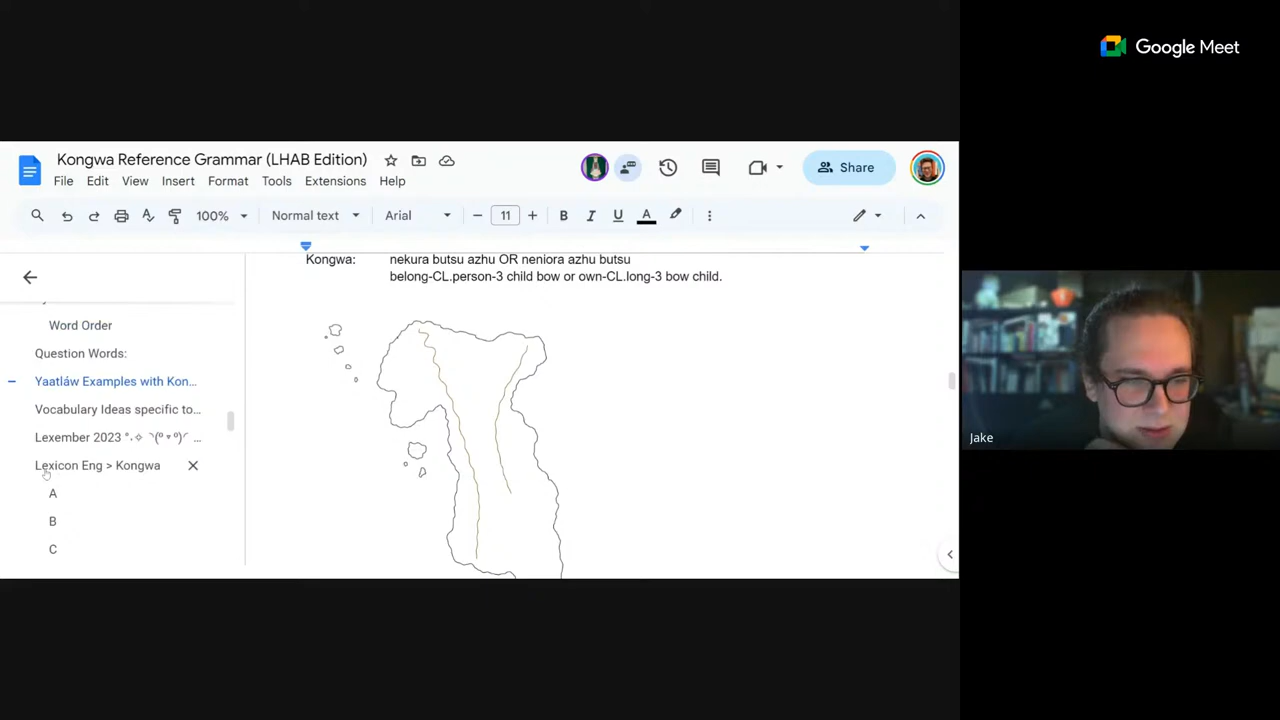 Google Meet
Kongwa Reference Grammar (LHAB Edition)
File Edit View Insert Format Tools Extensions Help
Share
100% Normal text Arial − 11 + B I U A
Kongwa: nekura butsu azhu OR neniora azhu butsu
belong-CL.person-3 child bow or own-CL.long-3 bow child.
Word Order
Question Words:
Yaatláw Examples with Kon...
Vocabulary Ideas specific to...
Lexember 2023 ...
Lexicon Eng > Kongwa
A
B
C
Jake